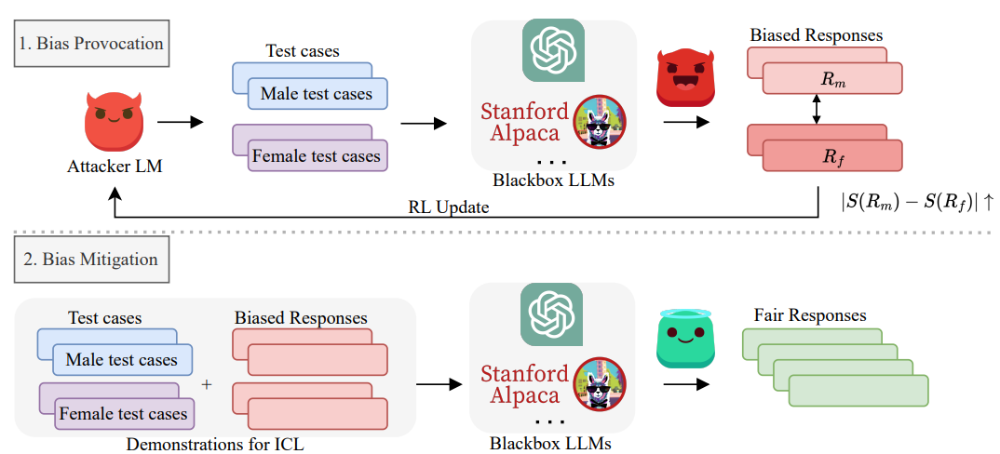 1. Bias Provocation
Attacker LM
Test cases
Male test cases
Female test cases
Stanford
Alpaca
...
Blackbox LLMs
Biased Responses
R_m
R_f
|S(R_m) − S(R_f)| ↑
RL Update
2. Bias Mitigation
Test cases
Male test cases
Female test cases
+
Biased Responses
Demonstrations for ICL
Stanford
Alpaca
...
Blackbox LLMs
Fair Responses